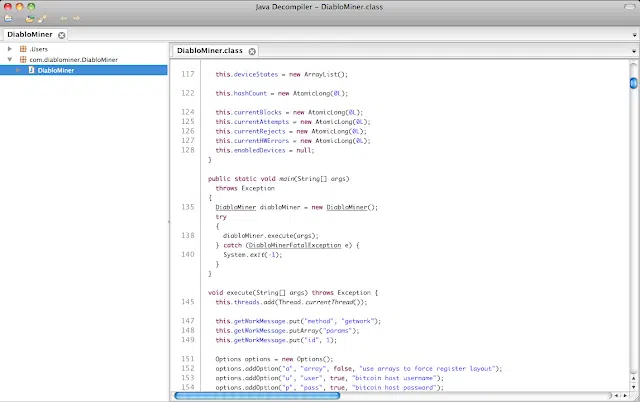 Java Decompiler – DiabloMiner.class
DiabloMiner
.Users
com.diablominer.DiabloMiner
DiabloMiner
DiabloMiner.class
117 this.deviceStates = new ArrayList();
122 this.hashCount = new AtomicLong(0L);
124 this.currentBlocks = new AtomicLong(0L);
125 this.currentAttempts = new AtomicLong(0L);
126 this.currentRejects = new AtomicLong(0L);
127 this.currentHWErrors = new AtomicLong(0L);
128 this.enabledDevices = null;
}
public static void main(String[] args)
throws Exception
{
135 DiabloMiner diabloMiner = new DiabloMiner();
try
{
138 diabloMiner.execute(args);
} catch (DiabloMinerFatalException e) {
140 System.exit(-1);
}
}
void execute(String[] args) throws Exception {
145 this.threads.add(Thread.currentThread());
147 this.getWorkMessage.put("method", "getwork");
148 this.getWorkMessage.putArray("params");
149 this.getWorkMessage.put("id", 1);
151 Options options = new Options();
152 options.addOption("a", "array", false, "use arrays to force register layout");
153 options.addOption("u", "user", true, "bitcoin host username");
154 options.addOption("p", "pass", true, "bitcoin host password");